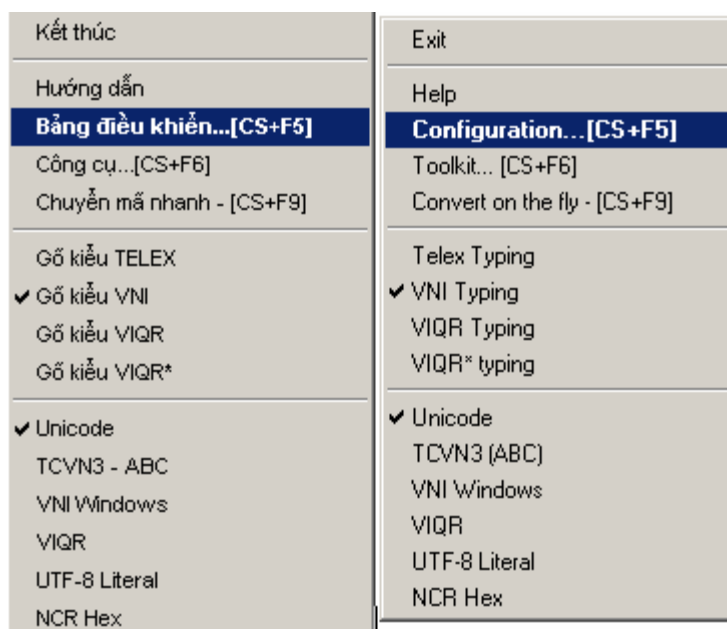 Kết thúc
Hướng dẫn
Bảng điều khiển...[CS+F5]
Công cụ...[CS+F6]
Chuyển mã nhanh - [CS+F9]
Gõ kiểu TELEX
Gõ kiểu VNI
Gõ kiểu VIQR
Gõ kiểu VIQR*
Unicode
TCVN3 - ABC
VNI Windows
VIQR
UTF-8 Literal
NCR Hex
Exit
Help
Configuration...[CS+F5]
Toolkit... [CS+F6]
Convert on the fly - [CS+F9]
Telex Typing
VNI Typing
VIQR Typing
VIQR* typing
Unicode
TCVN3 (ABC)
VNI Windows
VIQR
UTF-8 Literal
NCR Hex